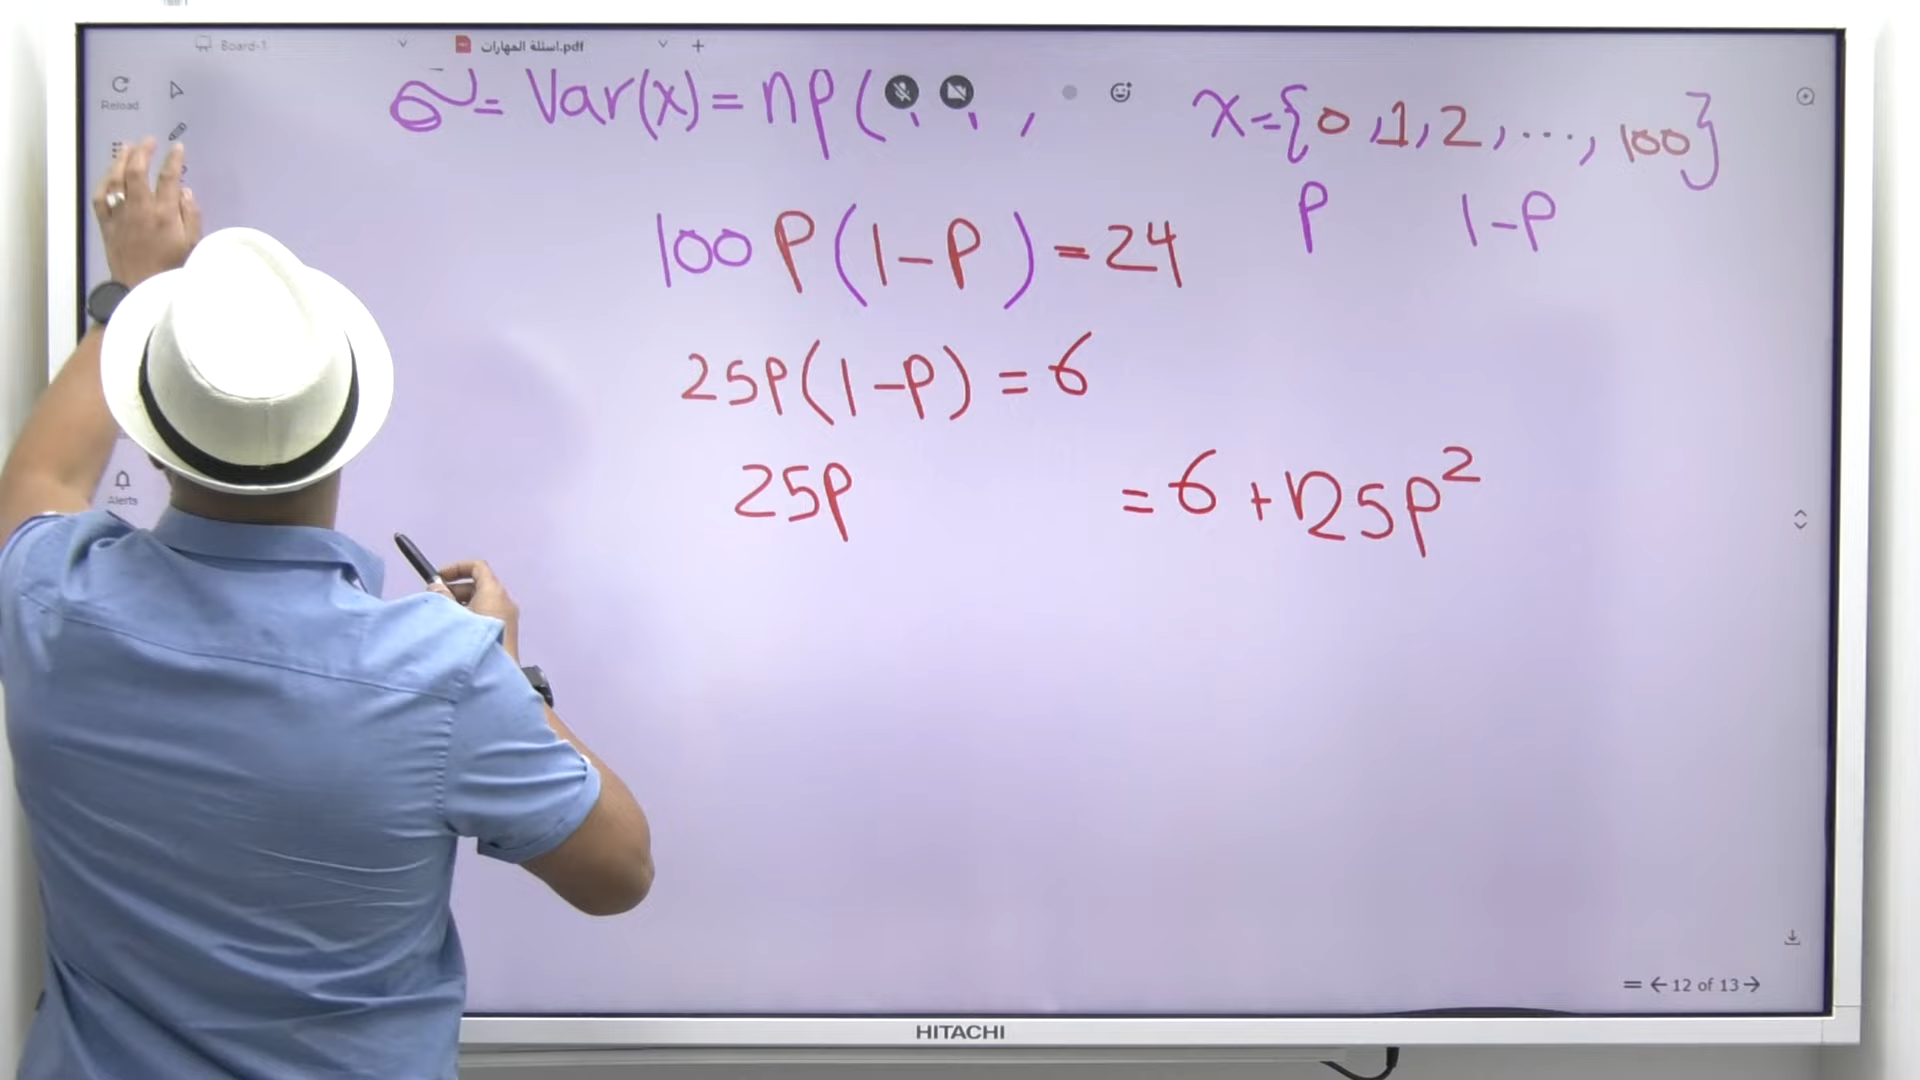 Board-1
اسئلة المهارات.pdf
Reload
σ² = Var(x) = np(
x = {0, 1, 2, ..., 100}
P 1-P
100P(1-P) = 24
25P(1-P) = 6
25P = 6 + 25P²
Alerts
12 of 13
HITACHI